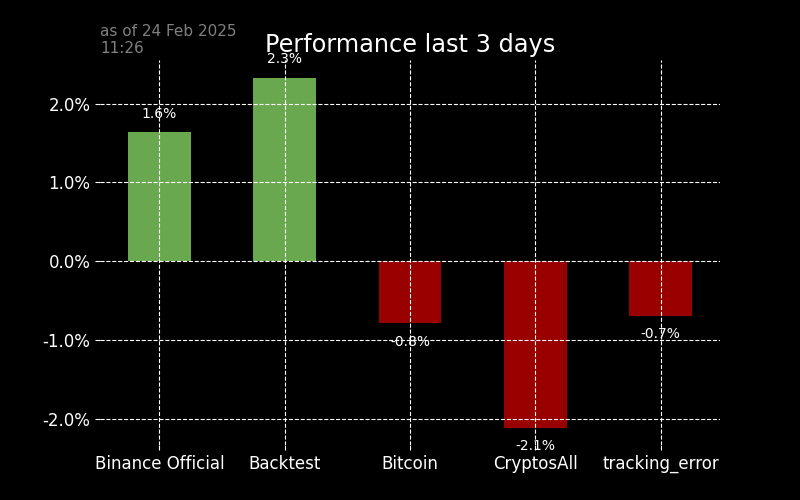 as of 24 Feb 2025
11:26
Performance last 3 days
2.3%
1.6%
2.0%
1.0%
0.0%
-1.0%
-2.0%
-0.8%
-0.7%
-2.1%
Binance Official
Backtest
Bitcoin
CryptosAll
tracking_error